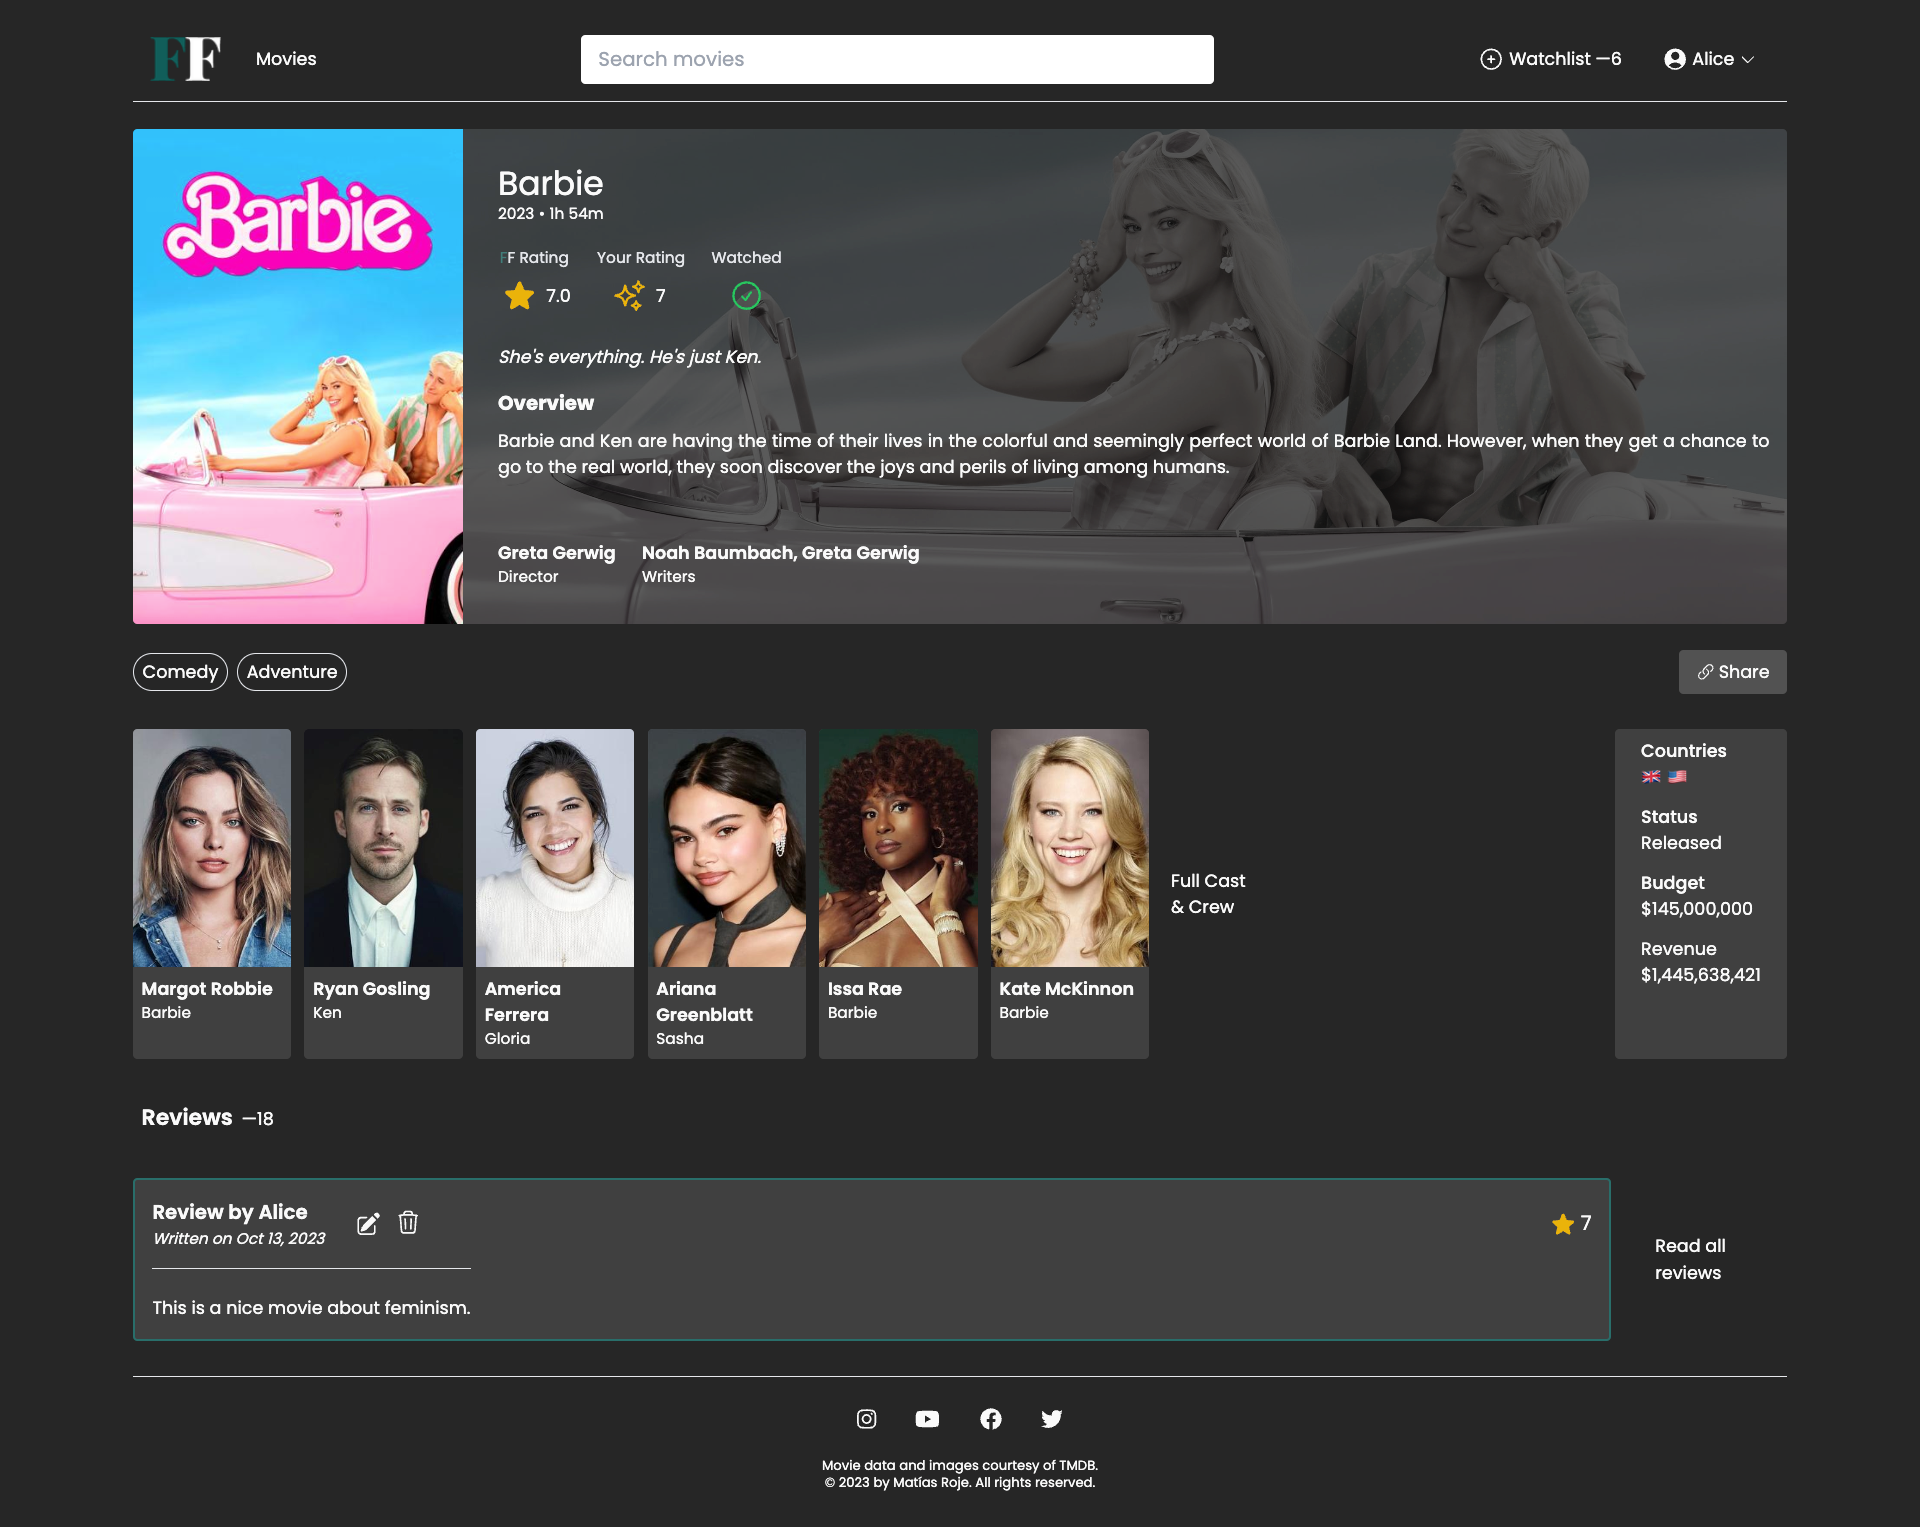 FF
Movies
Search movies
Watchlist —6
Alice
Barbie
Barbie
2023 • 1h 54m
FF Rating
Your Rating
Watched
7.0
7
She's everything. He's just Ken.
Overview
Barbie and Ken are having the time of their lives in the colorful and seemingly perfect world of Barbie Land. However, when they get a chance to
go to the real world, they soon discover the joys and perils of living among humans.
Greta Gerwig
Director
Noah Baumbach, Greta Gerwig
Writers
Comedy
Adventure
Share
Margot Robbie
Barbie
Ryan Gosling
Ken
America
Ferrera
Gloria
Ariana
Greenblatt
Sasha
Issa Rae
Barbie
Kate McKinnon
Barbie
Full Cast
& Crew
Countries
Status
Released
Budget
$145,000,000
Revenue
$1,445,638,421
Reviews —18
Review by Alice
Written on Oct 13, 2023
7
This is a nice movie about feminism.
Read all
reviews
Movie data and images courtesy of TMDB.
© 2023 by Matías Roje. All rights reserved.